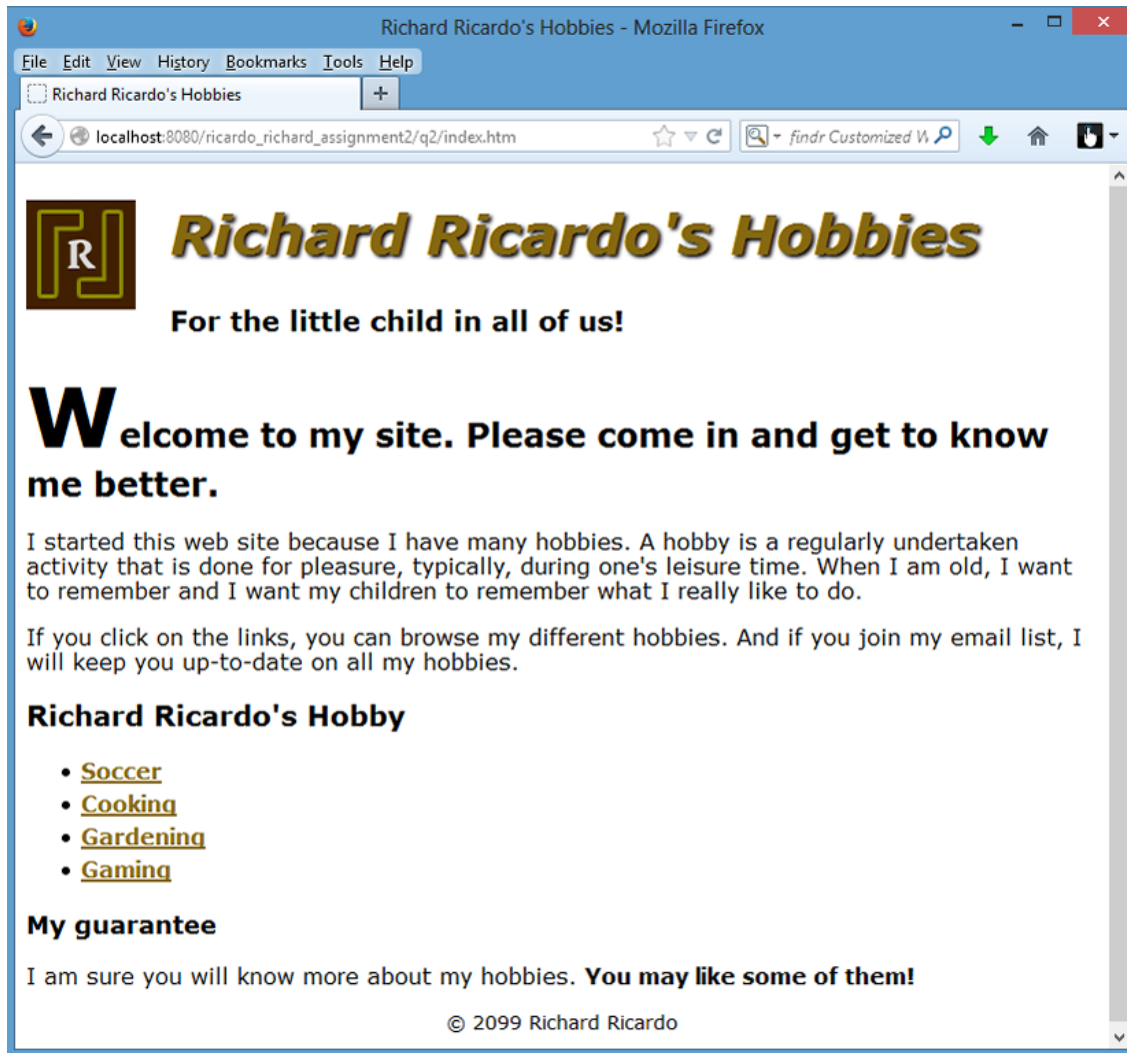 Richard Ricardo's Hobbies - Mozilla Firefox
File Edit View History Bookmarks Tools Help
Richard Ricardo's Hobbies
localhost:8080/ricardo_richard_assignment2/q2/index.htm
findr Customized
R
Richard Ricardo's Hobbies
For the little child in all of us!
Welcome to my site. Please come in and get to know
me better.
I started this web site because I have many hobbies. A hobby is a regularly undertaken
activity that is done for pleasure, typically, during one's leisure time. When I am old, I want
to remember and I want my children to remember what I really like to do.
If you click on the links, you can browse my different hobbies. And if you join my email list, I
will keep you up-to-date on all my hobbies.
Richard Ricardo's Hobby
• Soccer
• Cooking
• Gardening
• Gaming
My guarantee
I am sure you will know more about my hobbies. You may like some of them!
© 2099 Richard Ricardo